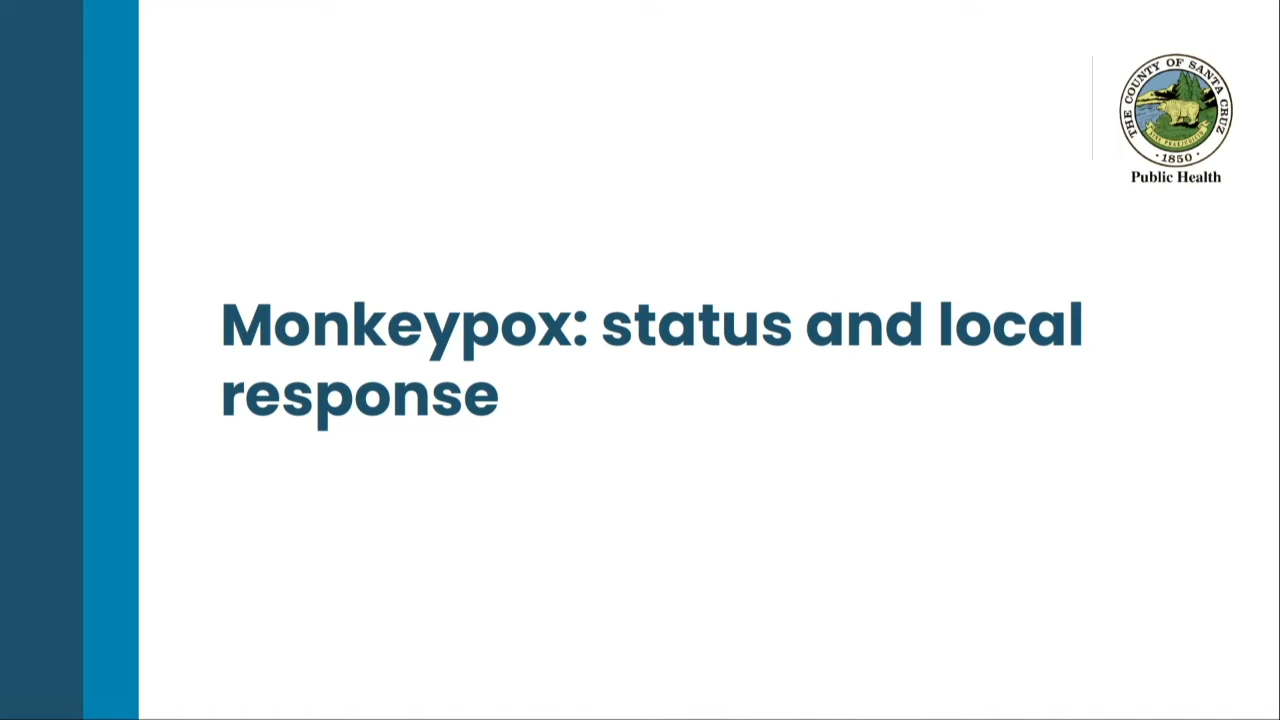 THE COUNTY OF SANTA CRUZ
1850
Public Health
Monkeypox: status and local
response